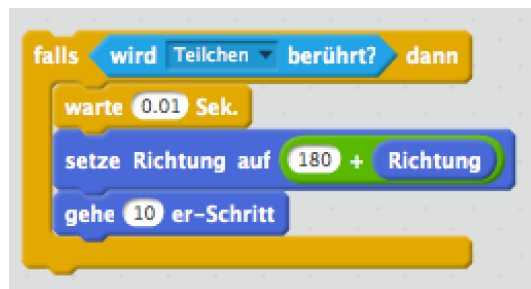 falls wird Teilchen berührt? dann
warte 0.01 Sek.
setze Richtung auf 180 + Richtung
gehe 10 er-Schritt